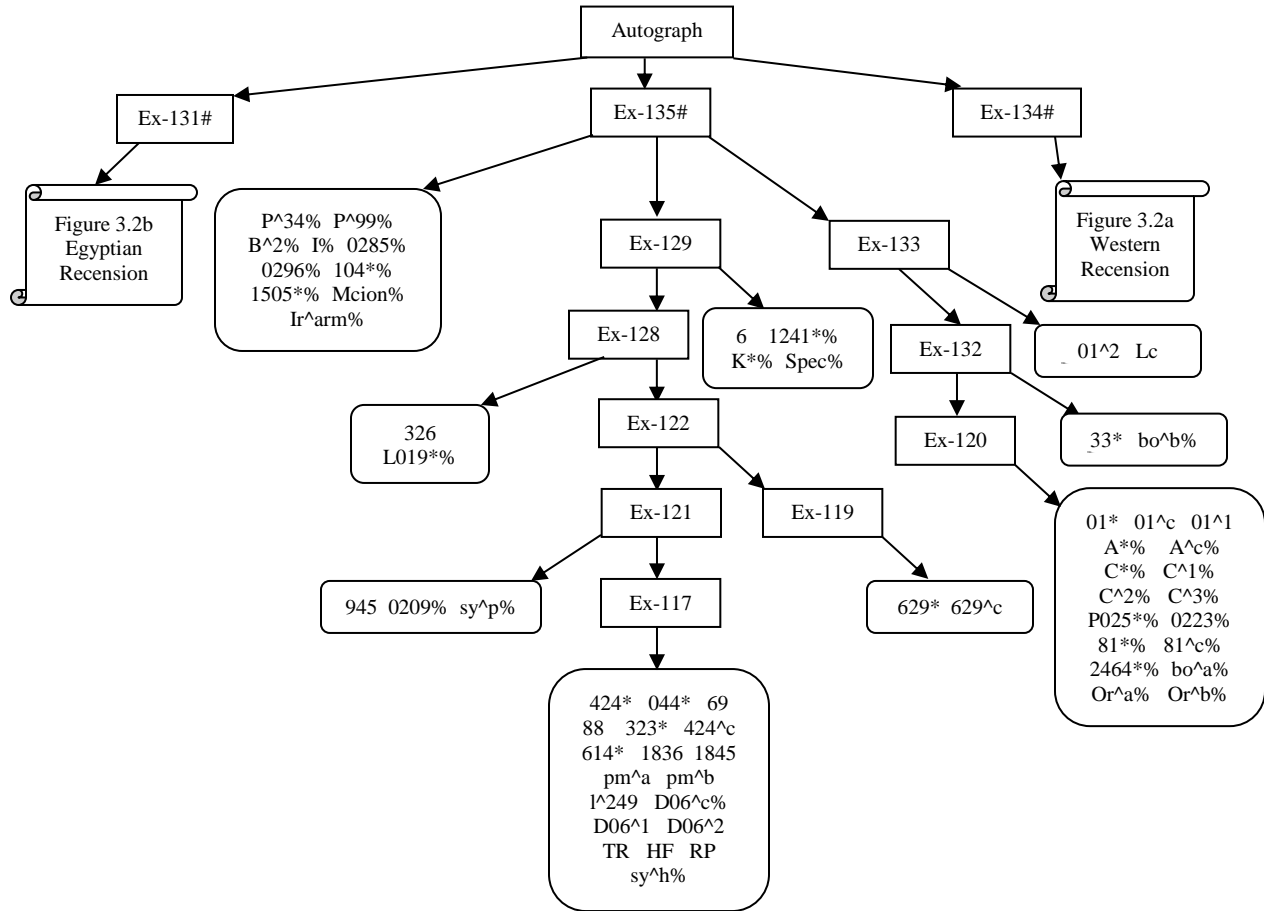 Autograph
Ex-131#
Ex-135#
Ex-134#
Figure 3.2b
Egyptian
Recension
P^34% P^99%
B^2% I% 0285%
0296% 104*%
1505*% Mcion%
Ir^arm%
Ex-129
Ex-133
Figure 3.2a
Western
Recension
Ex-128
6 1241*%
K*% Spec%
Ex-132
01^2 Lc
326
L019*%
Ex-122
Ex-120
33* bo^b%
Ex-121
Ex-119
01* 01^c 01^1
A*% A^c%
C*% C^1%
C^2% C^3%
P025*% 0223%
81*% 81^c%
2464*% bo^a%
Or^a% Or^b%
945 0209% sy^p%
Ex-117
629* 629^c
424* 044* 69
88 323* 424^c
614* 1836 1845
pm^a pm^b
l^249 D06^c%
D06^1 D06^2
TR HF RP
sy^h%